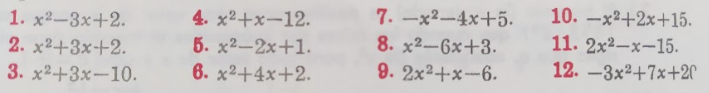 1. x²−3x+2. 4. x²+x−12. 7. −x²−4x+5. 10. −x²+2x+15.
2. x²+3x+2. 5. x²−2x+1. 8. x²−6x+3. 11. 2x²−x−15.
3. x²+3x−10. 6. x²+4x+2. 9. 2x²+x−6. 12. −3x²+7x+20